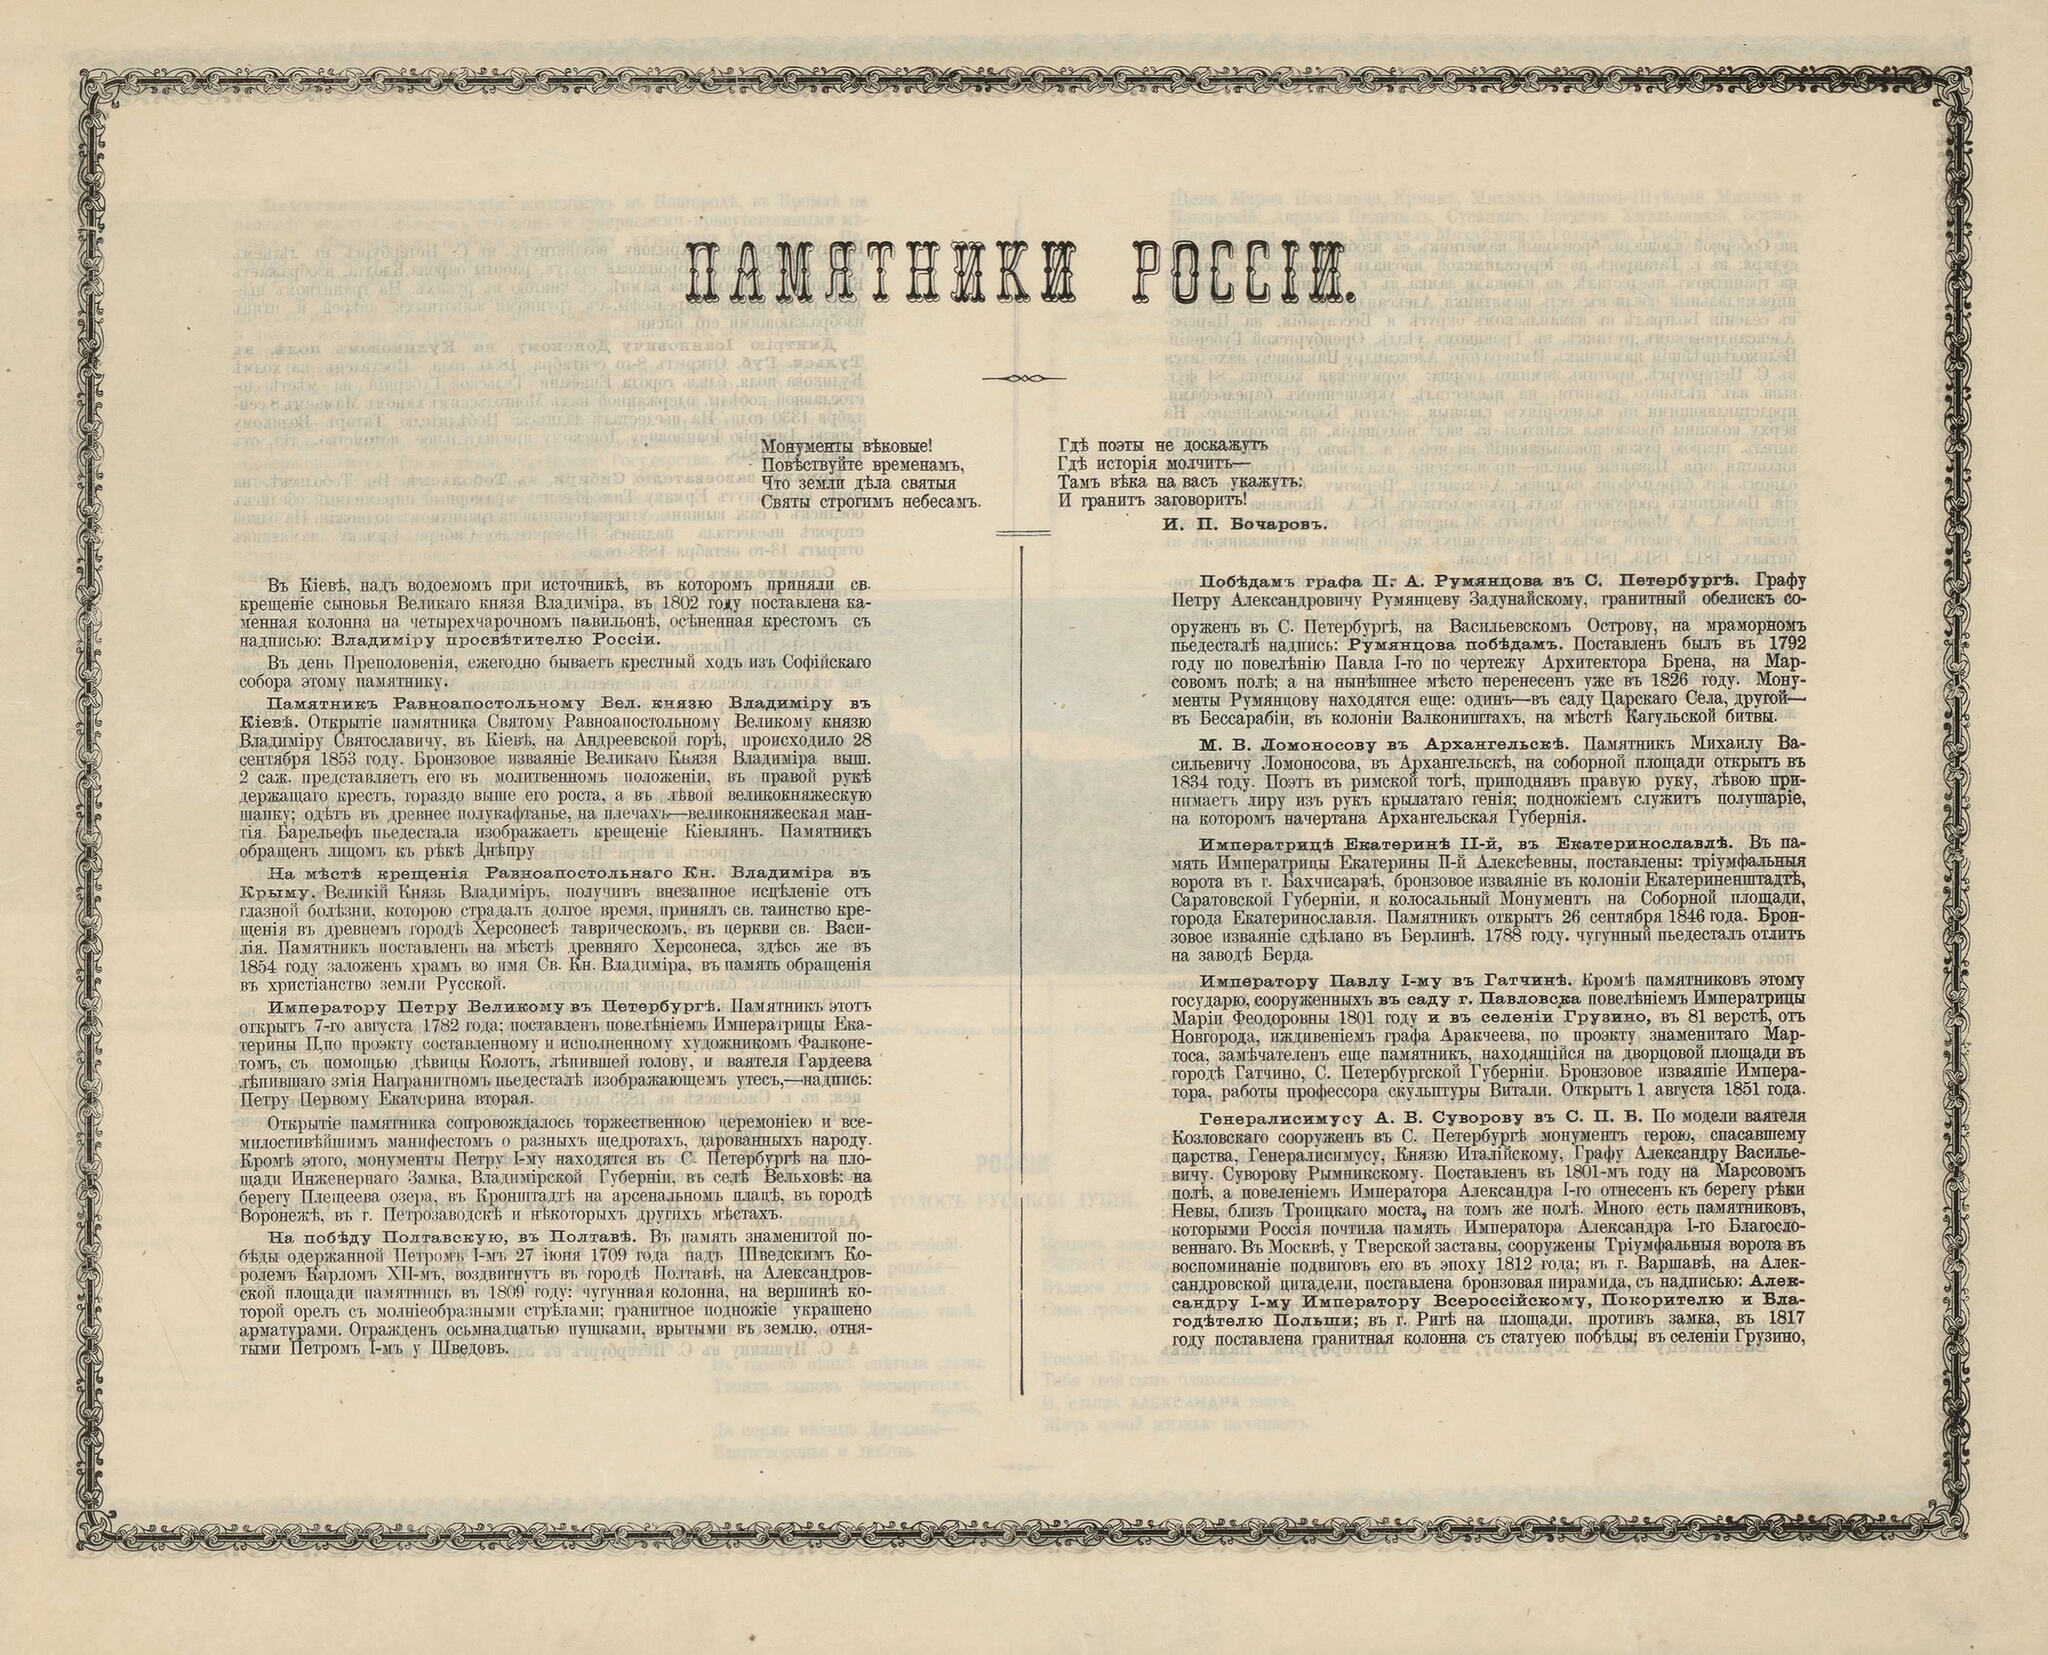 ПАМЯТНИКИ РОССІИ.
Монументы вѣковые!
Повѣствуйте временамъ,
Что земли дѣла святыя
Святы строгимъ небесамъ.
Гдѣ поэты не доскажутъ
Гдѣ исторія молчитъ—
Тамъ вѣка на васъ укажутъ:
И гранитъ заговоритъ!
И. П. Бочаровъ.
Въ Кіевѣ, надъ водоемомъ при источникѣ, въ которомъ приняли св.
крещеніе сыновья Великаго князя Владиміра, въ 1802 году поставлена ка-
менная колонна на четырехчарочномъ павильонѣ, осѣненная крестомъ съ
надписью: Владиміру просвѣтителю Россіи.
Въ день Преполовенія, ежегодно бываетъ крестный ходъ изъ Софійскаго
собора этому памятнику.
Памятникъ Равноапостольному Вел. князю Владиміру въ
Кіевѣ. Открытіе памятника Святому Равноапостольному Великому князю
Владиміру Святославичу, въ Кіевѣ, на Андреевской горѣ, происходило 28
сентября 1853 году. Бронзовое изваяніе Великаго Князя Владиміра выш.
2 саж. представляетъ его въ молитвенномъ положеніи, въ правой рукѣ
держащаго крестъ, гораздо выше его роста, а въ лѣвой великокняжескую
шапку; одѣтъ въ древнее полукафтанье, на плечахъ—великокняжеская ман-
тія. Барельефъ пьедестала изображаетъ крещеніе Кіевлянъ. Памятникъ
обращенъ лицомъ къ рѣкѣ Днѣпру
На мѣстѣ крещенія Равноапостольнаго Кн. Владиміра въ
Крыму. Великій Князь Владиміръ, получивъ внезапное исцѣленіе отъ
глазной болѣзни, которою страдалъ долгое время, принялъ св. таинство кре-
щенія въ древнемъ городѣ Херсонесѣ таврическомъ, въ церкви св. Васи-
лія. Памятникъ поставленъ на мѣстѣ древняго Херсонеса, здѣсь же въ
1854 году заложенъ храмъ во имя Св. Кн. Владиміра, въ память обращенія
въ христіанство земли Русской.
Императору Петру Великому въ Петербургѣ. Памятникъ этотъ
открытъ 7-го августа 1782 года; поставленъ повелѣніемъ Императрицы Ека-
терины II,по проэкту составленному и исполненному художникомъ Фалконе-
томъ, съ помощью дѣвицы Колотъ, лѣпившей голову, и ваятеля Гардеева
лѣпившаго змія Награнитномъ пьедесталѣ изображающемъ утесъ,—надпись:
Петру Первому Екатерина вторая.
Открытіе памятника сопровождалось торжественною церемоніею и все-
милостивѣйшимъ манифестомъ о разныхъ щедротахъ, дарованныхъ народу.
Кромѣ этого, монументы Петру І-му находятся въ С. Петербургѣ на пло-
щади Инженернаго Замка, Владимірской Губерніи, въ селѣ Вельховѣ: на
берегу Плещеева озера, въ Кронштадтѣ на арсенальномъ плацѣ, въ городѣ
Воронежѣ, въ г. Петрозаводскѣ и нѣкоторыхъ другихъ мѣстахъ.
На побѣду Полтавскую, въ Полтавѣ. Въ память знаменитой по-
бѣды одержанной Петромъ І-мъ 27 іюня 1709 года надъ Шведскимъ Ко-
ролемъ Карломъ XII-мъ, воздвигнутъ въ городѣ Полтавѣ, на Александров-
ской площади памятникъ въ 1809 году: чугунная колонна, на вершинѣ ко-
торой орелъ съ молніеобразными стрѣлами; гранитное подножіе украшено
арматурами. Огражденъ осьмнадцатью пушками, врытыми въ землю, отня-
тыми Петромъ І-мъ у Шведовъ.
Побѣдамъ графа П. А. Румянцова въ С. Петербургѣ. Графу
Петру Александровичу Румянцеву Задунайскому, гранитный обелискъ со-
оруженъ въ С. Петербургѣ, на Васильевскомъ Острову, на мраморномъ
пьедесталѣ надпись: Румянцова побѣдамъ. Поставленъ былъ въ 1792
году по повелѣнію Павла І-го по чертежу Архитектора Брена, на Мар-
совомъ полѣ; а на нынѣшнее мѣсто перенесенъ уже въ 1826 году. Мону-
менты Румянцову находятся еще: одинъ—въ саду Царскаго Села, другой—
въ Бессарабіи, въ колоніи Валкоништахъ, на мѣстѣ Кагульской битвы.
М. В. Ломоносову въ Архангельскѣ. Памятникъ Михаилу Ва-
сильевичу Ломоносова, въ Архангельскѣ, на соборной площади открытъ въ
1834 году. Поэтъ въ римской тогѣ, приподнявъ правую руку, лѣвою при-
нимаетъ лиру изъ рукъ крылатаго генія; подножіемъ служитъ полушаріе,
на которомъ начертана Архангельская Губернія.
Императрицѣ Екатеринѣ II-й, въ Екатеринославлѣ. Въ па-
мять Императрицы Екатерины II-й Алексѣевны, поставлены: тріумфальныя
ворота въ г. Бахчисараѣ, бронзовое изваяніе въ колоніи Екатериненштадтѣ,
Саратовской Губерніи, и колосальный Монументъ на Соборной площади,
города Екатеринославля. Памятникъ открытъ 26 сентября 1846 года. Брон-
зовое изваяніе сдѣлано въ Берлинѣ. 1788 году. чугунный пьедесталъ отлитъ
на заводѣ Берда.
Императору Павлу І-му въ Гатчинѣ. Кромѣ памятниковъ этому
государю, сооруженныхъ въ саду г. Павловска повелѣніемъ Императрицы
Маріи Феодоровны 1801 году и въ селеніи Грузино, въ 81 верстѣ, отъ
Новгорода, иждивеніемъ графа Аракчеева, по проэкту знаменитаго Мар-
тоса, замѣчателенъ еще памятникъ, находящійся на дворцовой площади въ
городѣ Гатчино, С. Петербургской Губерніи. Бронзовое изваяніе Импера-
тора, работы профессора скульптуры Витали. Открытъ 1 августа 1851 года.
Генералисимусу А. В. Суворову въ С. П. Б. По модели ваятеля
Козловскаго сооруженъ въ С. Петербургѣ монументъ герою, спасавшему
царства, Генералисимусу, Князю Италійскому, Графу Александру Василье-
вичу. Суворову Рымникскому. Поставленъ въ 1801-мъ году на Марсовомъ
полѣ, а повеленіемъ Императора Александра І-го отнесенъ къ берегу рѣки
Невы, близъ Троицкаго моста, на томъ же полѣ. Много есть памятниковъ,
которыми Россія почтила память Императора Александра І-го Благосло-
веннаго. Въ Москвѣ, у Тверской заставы, сооружены Тріумфальныя ворота въ
воспоминаніе подвиговъ его въ эпоху 1812 года; въ г. Варшавѣ, на Алек-
сандровской цитадели, поставлена бронзовая пирамида, съ надписью: Алек-
сандру І-му Императору Всероссійскому, Покорителю и Бла-
годѣтелю Польши; въ г. Ригѣ на площади, противъ замка, въ 1817
году поставлена гранитная колонна съ статуею побѣды; въ селеніи Грузино,